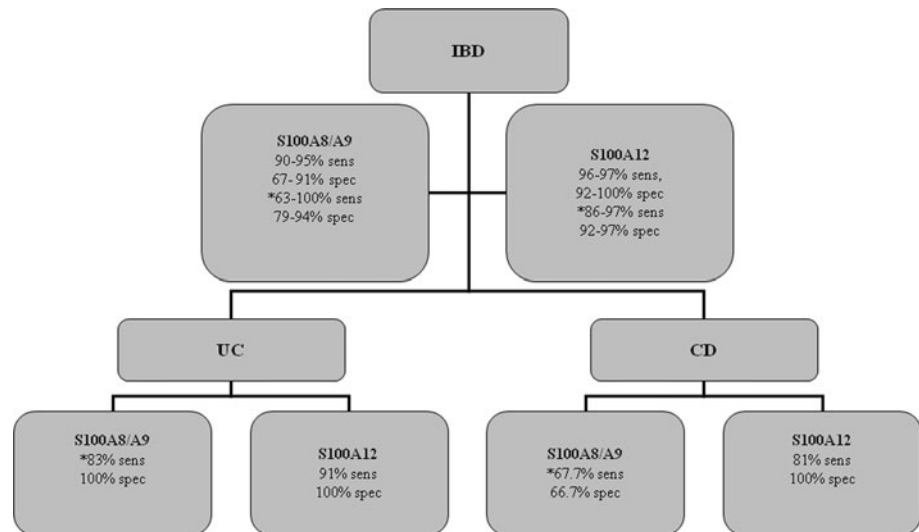 IBD
S100A8/A9
90-95% sens
67- 91% spec
*63-100% sens
79-94% spec
S100A12
96-97% sens,
92-100% spec
*86-97% sens
92-97% spec
UC
CD
S100A8/A9
*83% sens
100% spec
S100A12
91% sens
100% spec
S100A8/A9
*67.7% sens
66.7% spec
S100A12
81% sens
100% spec